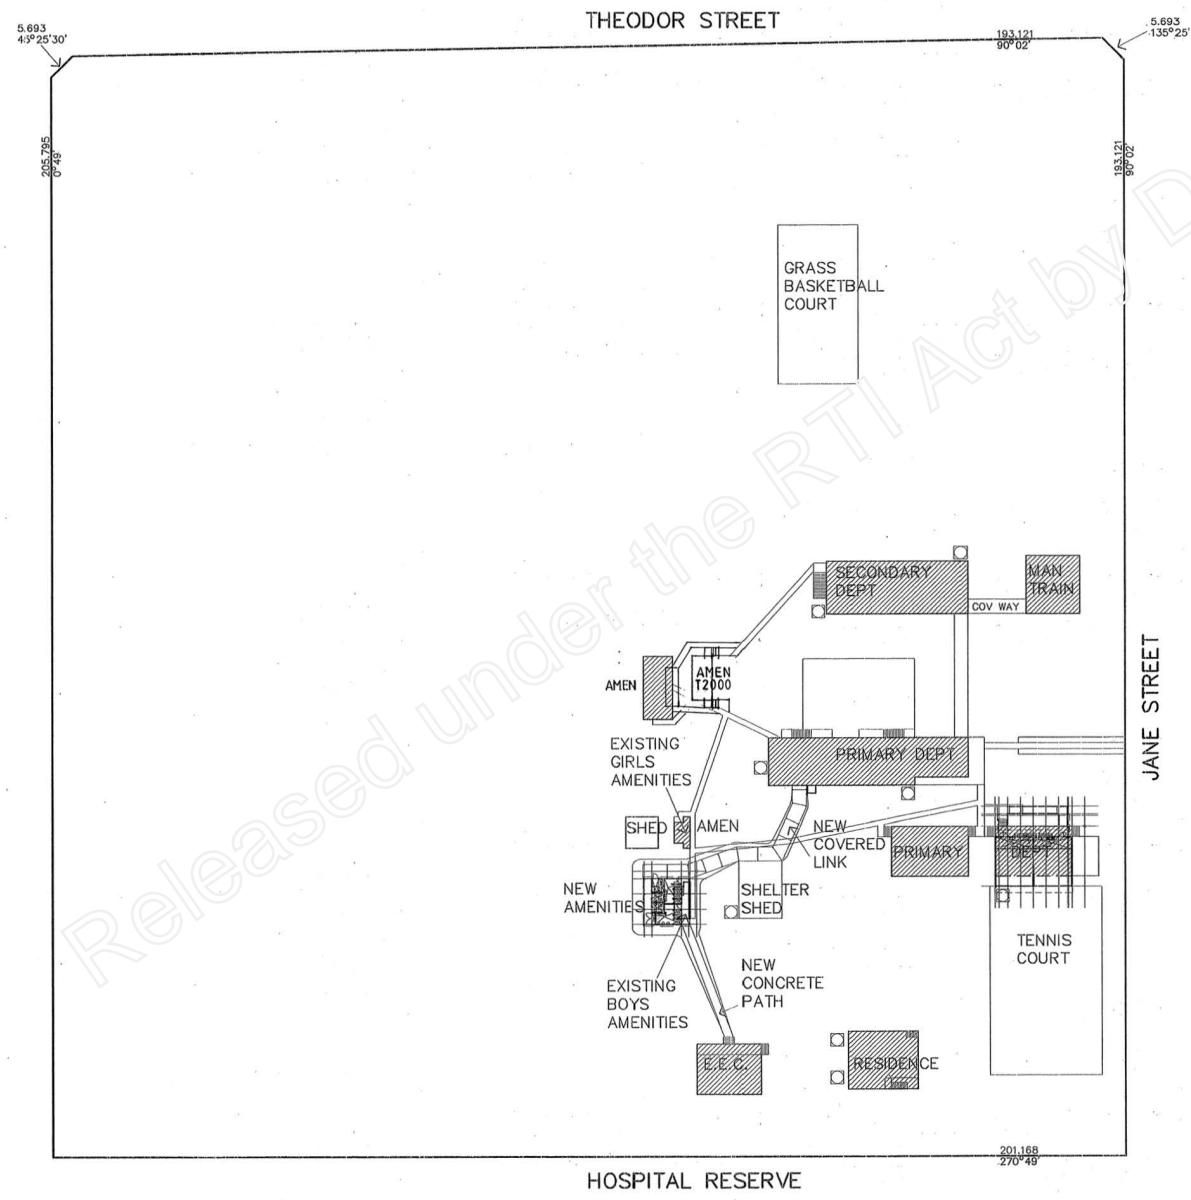 THEODOR STREET
5.693
45°25'30'
193.121
90°02'
5.693
135°25'
205.795
0°49'
193.121
90°02'
GRASS
BASKETBALL
COURT
SECONDARY
DEPT
MAN
TRAIN
COV WAY
AMEN
AMEN
T2000
JANE STREET
EXISTING
GIRLS
AMENITIES
PRIMARY DEPT
SHED
AMEN
NEW
COVERED
LINK
PRIMARY
DEPT
NEW
AMENITIES
SHELTER
SHED
TENNIS
COURT
EXISTING
BOYS
AMENITIES
NEW
CONCRETE
PATH
E.E.C.
RESIDENCE
201.168
270°49'
HOSPITAL RESERVE
Released under the RTI Act by D